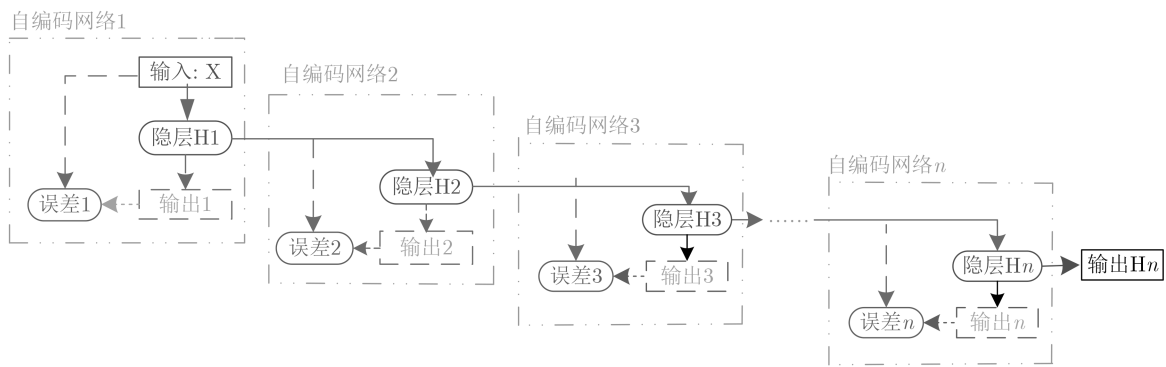 自编码网络1
输入: X
隐层H1
误差1
输出1
自编码网络2
隐层H2
误差2
输出2
自编码网络3
隐层H3
误差3
输出3
······
自编码网络n
隐层Hn
输出Hn
误差n
输出n